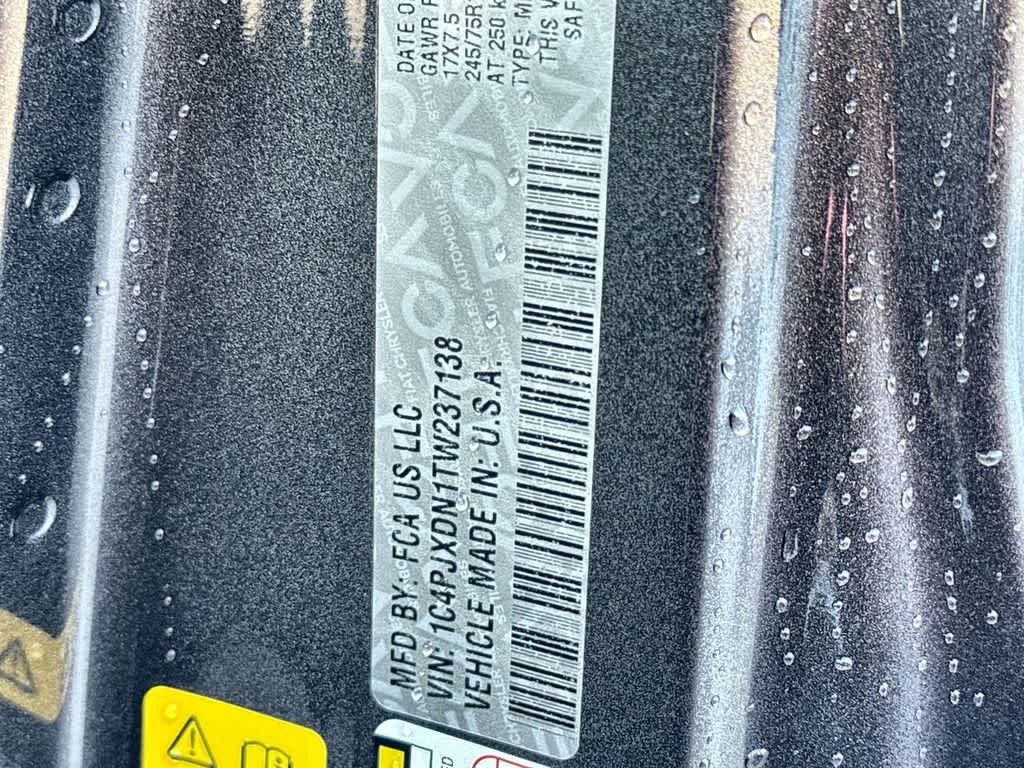 MFD BY: FCA US LLC
DATE O
GAWR F
VIN: 1C4PJXDN1TW237138
17X7.5
VEHICLE MADE IN: U.S.A.
245/75R
AT 250 k
TYPE: M
THIS V
SAF